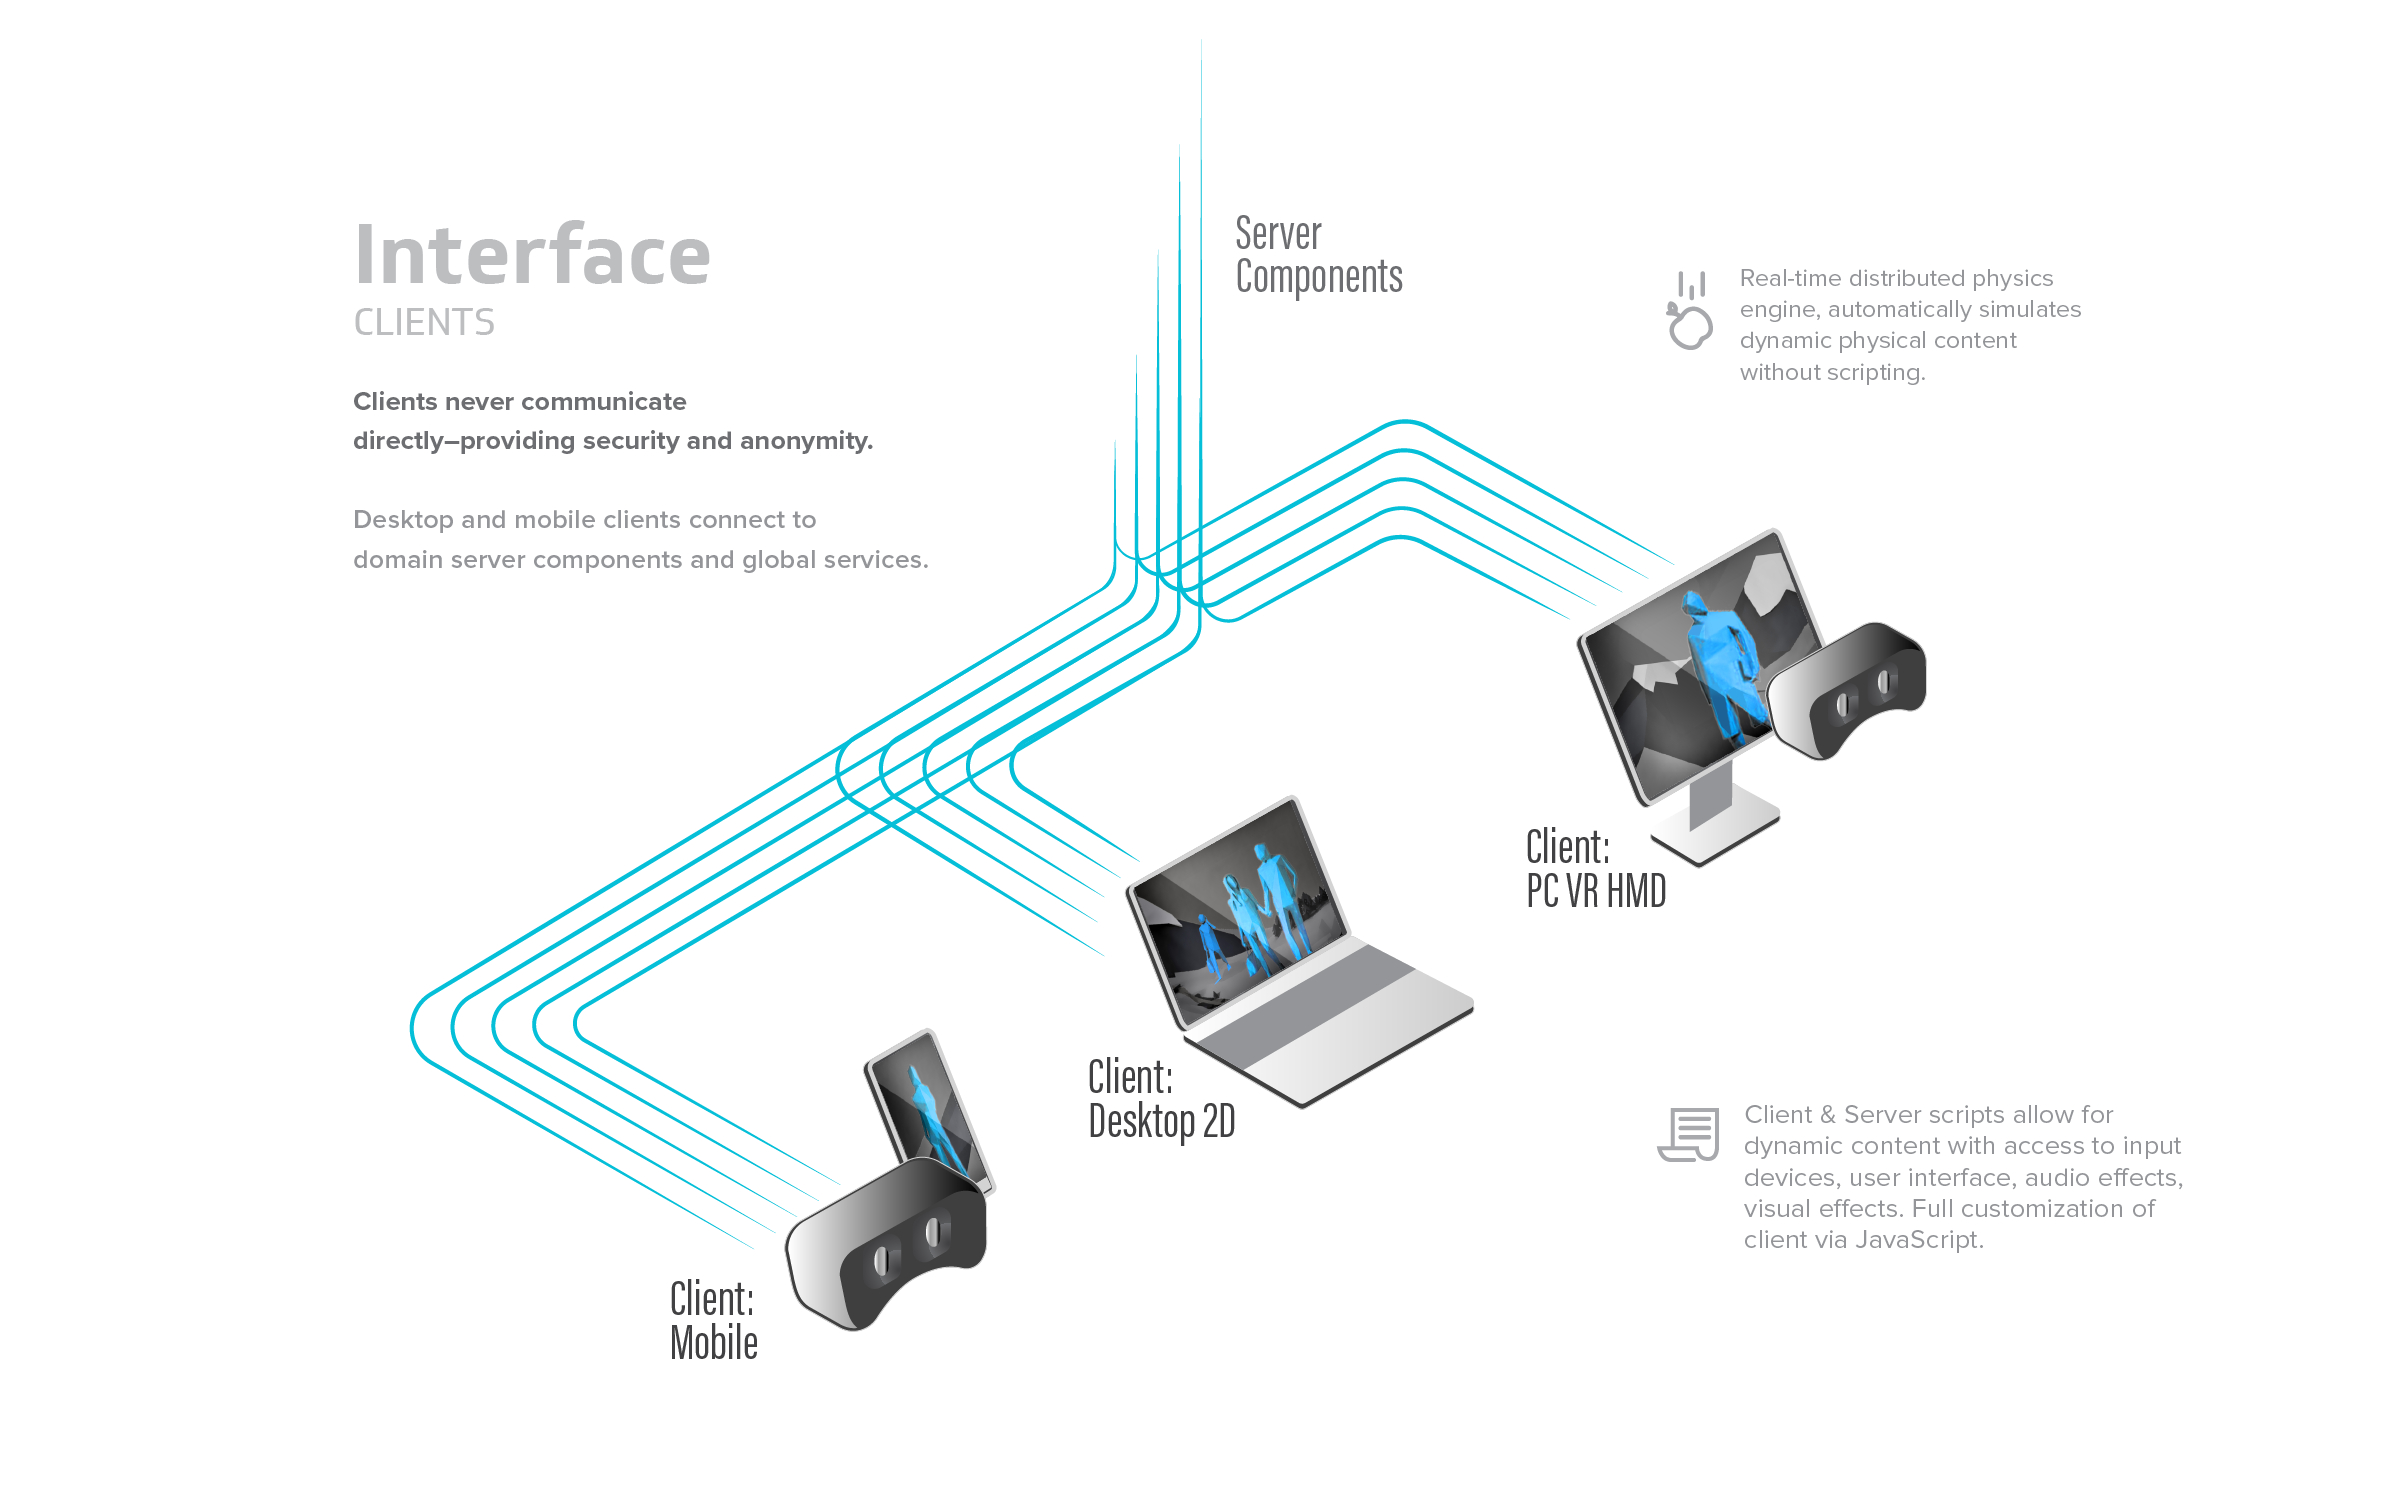 Interface
CLIENTS
Clients never communicate
directly–providing security and anonymity.
Desktop and mobile clients connect to
domain server components and global services.
Server
Components
Real-time distributed physics
engine, automatically simulates
dynamic physical content
without scripting.
Client:
PC VR HMD
Client:
Desktop 2D
Client:
Mobile
Client & Server scripts allow for
dynamic content with access to input
devices, user interface, audio effects,
visual effects. Full customization of
client via JavaScript.